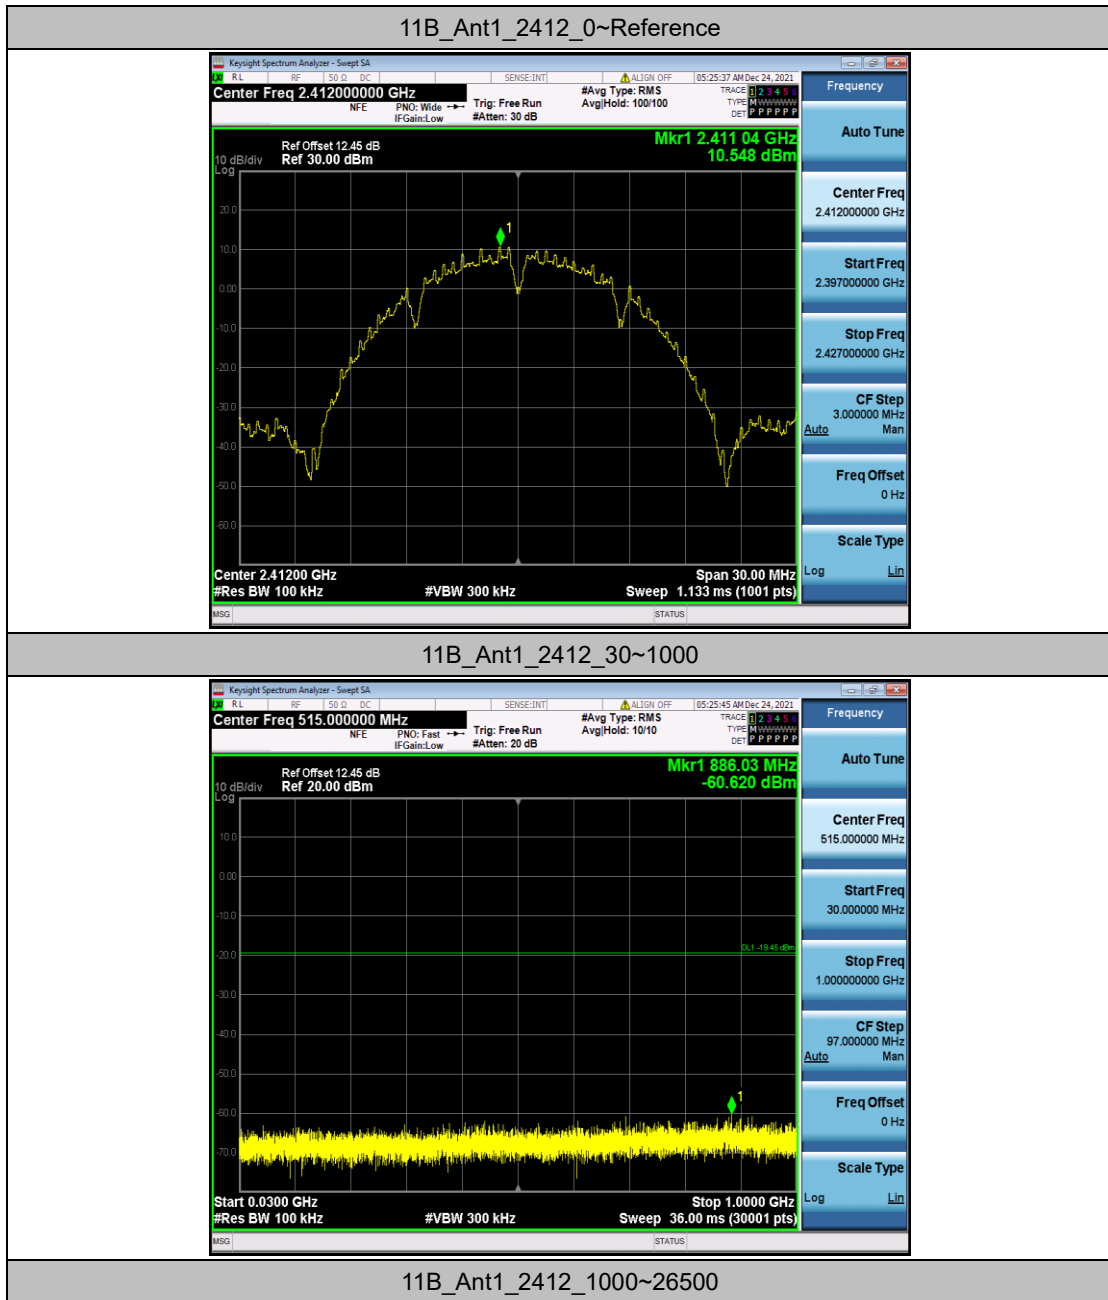 11B_Ant1_2412_0~Reference
Keysight Spectrum Analyzer - Swept SA
RL RF 50 Ω DC SENSE:INT ALIGN OFF 05:25:37 AM Dec 24, 2021
Center Freq 2.412000000 GHz
NFE PNO: Wide Trig: Free Run
IFGain:Low #Atten: 30 dB
#Avg Type: RMS
Avg|Hold: 100/100
TRACE 1 2 3 4 5 6
TYPE M WWWWW
DET P P P P P P
Frequency
Auto Tune
Mkr1 2.411 04 GHz
10.548 dBm
Ref Offset 12.45 dB
10 dB/div Ref 30.00 dBm
Log
20.0
10.0
0.00
-10.0
-20.0
-30.0
-40.0
-50.0
-60.0
1
Center Freq
2.412000000 GHz
Start Freq
2.397000000 GHz
Stop Freq
2.427000000 GHz
CF Step
3.000000 MHz
Auto Man
Freq Offset
0 Hz
Scale Type
Log Lin
Center 2.41200 GHz Span 30.00 MHz
#Res BW 100 kHz #VBW 300 kHz Sweep 1.133 ms (1001 pts)
MSG STATUS
11B_Ant1_2412_30~1000
Keysight Spectrum Analyzer - Swept SA
RL RF 50 Ω DC SENSE:INT ALIGN OFF 05:25:45 AM Dec 24, 2021
Center Freq 515.000000 MHz
NFE PNO: Fast Trig: Free Run
IFGain:Low #Atten: 20 dB
#Avg Type: RMS
Avg|Hold: 10/10
TRACE 1 2 3 4 5 6
TYPE M WWWWW
DET P P P P P P
Frequency
Auto Tune
Mkr1 886.03 MHz
-60.620 dBm
Ref Offset 12.45 dB
10 dB/div Ref 20.00 dBm
Log
10.0
0.00
-10.0
-20.0
-30.0
-40.0
-50.0
-60.0
-70.0
DL1 -19.45 dBm
1
Center Freq
515.000000 MHz
Start Freq
30.000000 MHz
Stop Freq
1.000000000 GHz
CF Step
97.000000 MHz
Auto Man
Freq Offset
0 Hz
Scale Type
Log Lin
Start 0.0300 GHz Stop 1.0000 GHz
#Res BW 100 kHz #VBW 300 kHz Sweep 36.00 ms (30001 pts)
MSG STATUS
11B_Ant1_2412_1000~26500